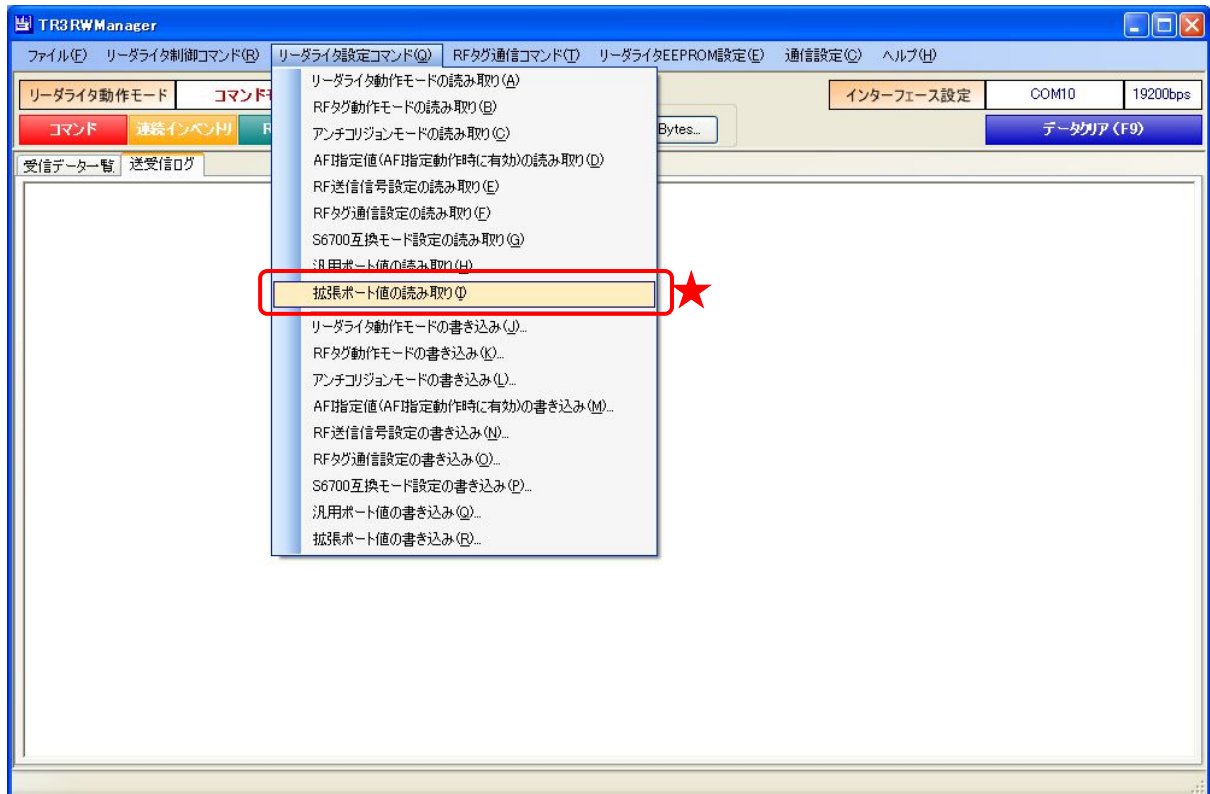 TR3RWManager
ファイル(F) リーダライタ制御コマンド(R) リーダライタ設定コマンド(Q) RFタグ通信コマンド(T) リーダライタEEPROM設定(E) 通信設定(C) ヘルプ(H)
リーダライタ動作モード コマンド インターフェース設定 COM10 19200bps
コマンド 連続インベントリ R Bytes... データクリア (F9)
受信データ一覧 送受信ログ
リーダライタ動作モードの読み取り(A)
RFタグ動作モードの読み取り(B)
アンチコリジョンモードの読み取り(C)
AFI指定値(AFI指定動作時に有効)の読み取り(D)
RF送信信号設定の読み取り(E)
RFタグ通信設定の読み取り(F)
S6700互換モード設定の読み取り(G)
汎用ポート値の読み取り(H)
拡張ポート値の読み取り(I)
リーダライタ動作モードの書き込み(J)...
RFタグ動作モードの書き込み(K)...
アンチコリジョンモードの書き込み(L)...
AFI指定値(AFI指定動作時に有効)の書き込み(M)...
RF送信信号設定の書き込み(N)...
RFタグ通信設定の書き込み(O)...
S6700互換モード設定の書き込み(P)...
汎用ポート値の書き込み(Q)...
拡張ポート値の書き込み(R)...